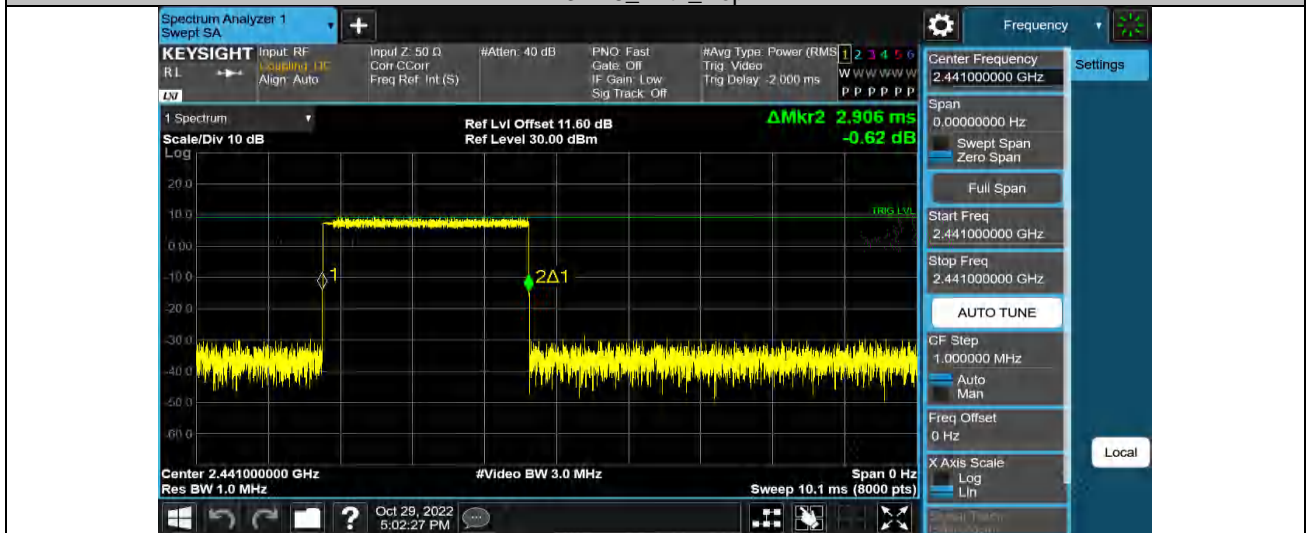 Spectrum Analyzer 1
Swept SA
+
Frequency
KEYSIGHT
RL
LXI
Input: RF
Coupling: DC
Align: Auto
Input Z: 50 Ω
Corr CCorr
Freq Ref: Int (S)
#Atten: 40 dB
PNO: Fast
Gate: Off
IF Gain: Low
Sig Track: Off
#Avg Type: Power (RMS
Trig: Video
Trig Delay: -2.000 ms
1 2 3 4 5 6
W W W W W W
P P P P P P
1 Spectrum
Scale/Div 10 dB
Log
Ref Lvl Offset 11.60 dB
Ref Level 30.00 dBm
ΔMkr2 2.906 ms
-0.62 dB
20.0
10.0
0.00
-10.0
-20.0
-30.0
-40.0
-50.0
-60.0
TRIG LVL
1
2Δ1
Center 2.441000000 GHz
Res BW 1.0 MHz
#Video BW 3.0 MHz
Span 0 Hz
Sweep 10.1 ms (8000 pts)
Center Frequency
2.441000000 GHz
Settings
Span
0.00000000 Hz
Swept Span
Zero Span
Full Span
Start Freq
2.441000000 GHz
Stop Freq
2.441000000 GHz
AUTO TUNE
CF Step
1.000000 MHz
Auto
Man
Freq Offset
0 Hz
X Axis Scale
Log
Lin
Local
?
Oct 29, 2022
5:02:27 PM